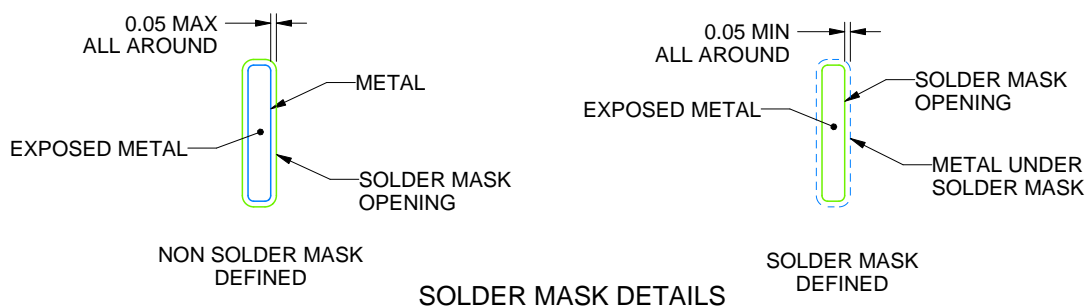 0.05 MAX
ALL AROUND
METAL
EXPOSED METAL
SOLDER MASK
OPENING
NON SOLDER MASK
DEFINED
0.05 MIN
ALL AROUND
SOLDER MASK
OPENING
EXPOSED METAL
METAL UNDER
SOLDER MASK
SOLDER MASK
DEFINED
SOLDER MASK DETAILS